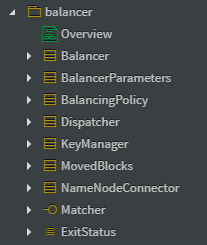 balancer
Overview
Balancer
BalancerParameters
BalancingPolicy
Dispatcher
KeyManager
MovedBlocks
NameNodeConnector
Matcher
ExitStatus